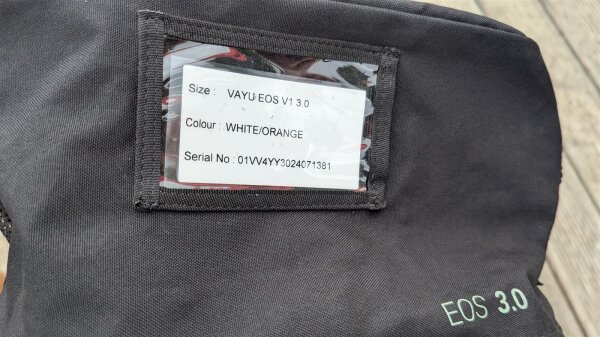 Size : VAYU EOS V1 3.0
Colour : WHITE/ORANGE
Serial No : 01VV4YY3024071381
EOS 3.0